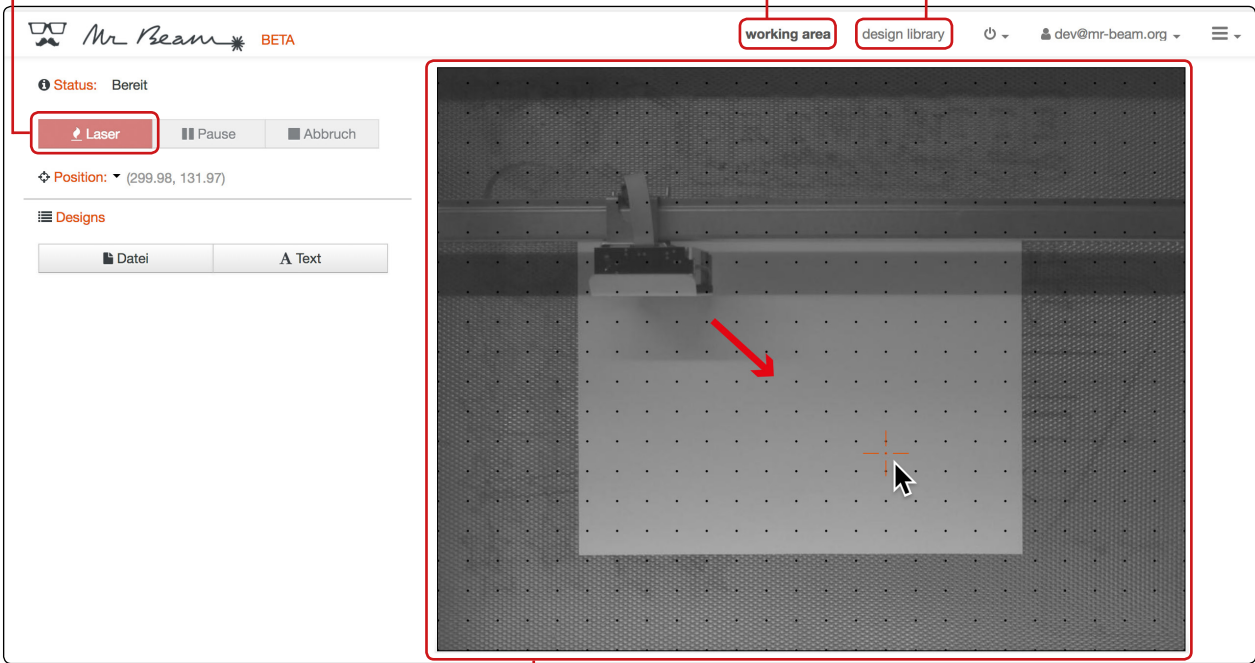 Mr Beam BETA working area design library dev@mr-beam.org
Status: Bereit
Laser Pause Abbruch
Position: (299.98, 131.97)
Designs
Datei A Text